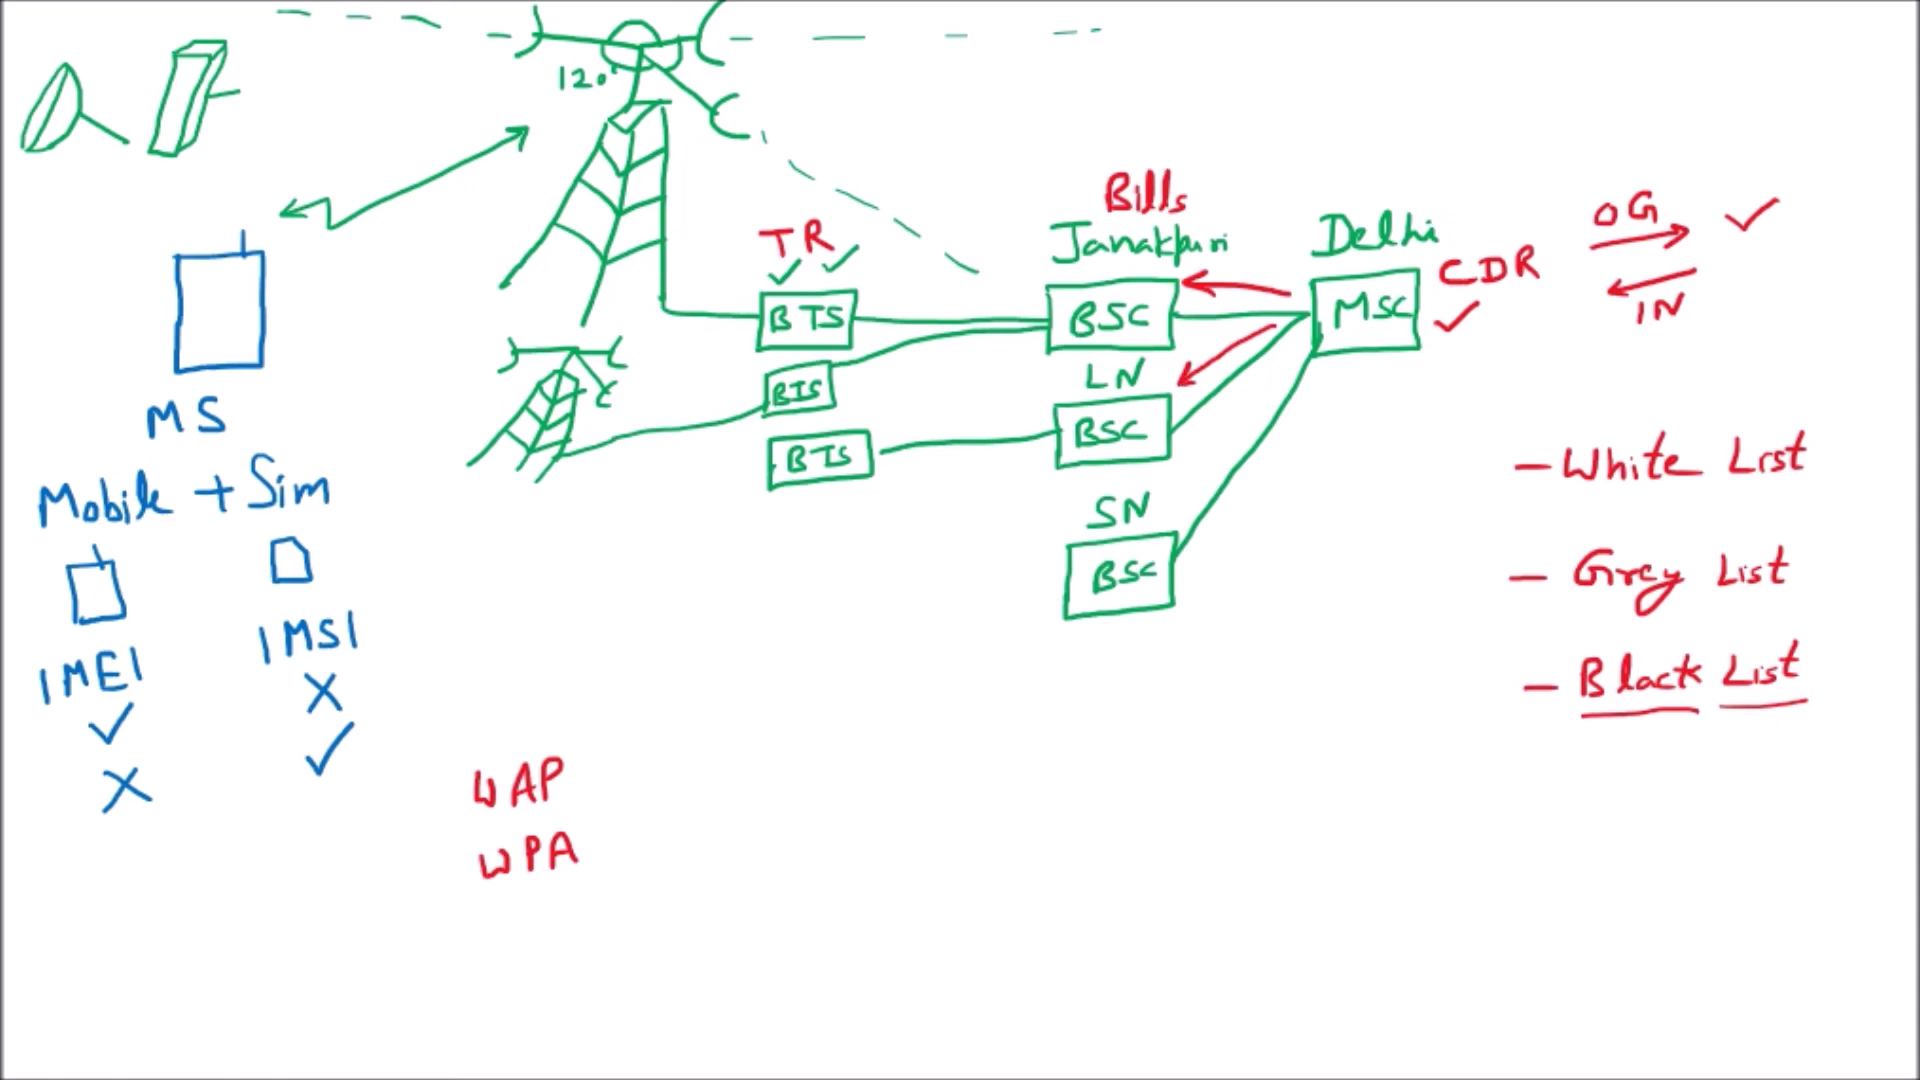 120°
Bills
TR
Janakpuri
Delhi
OG
CDR
IN
BTS
BSC
MSC
BTS
LN
BTS
BSC
SN
BSC
MS
Mobile + Sim
IMEI
IMSI
- White List
- Grey List
- Black List
WAP
WPA